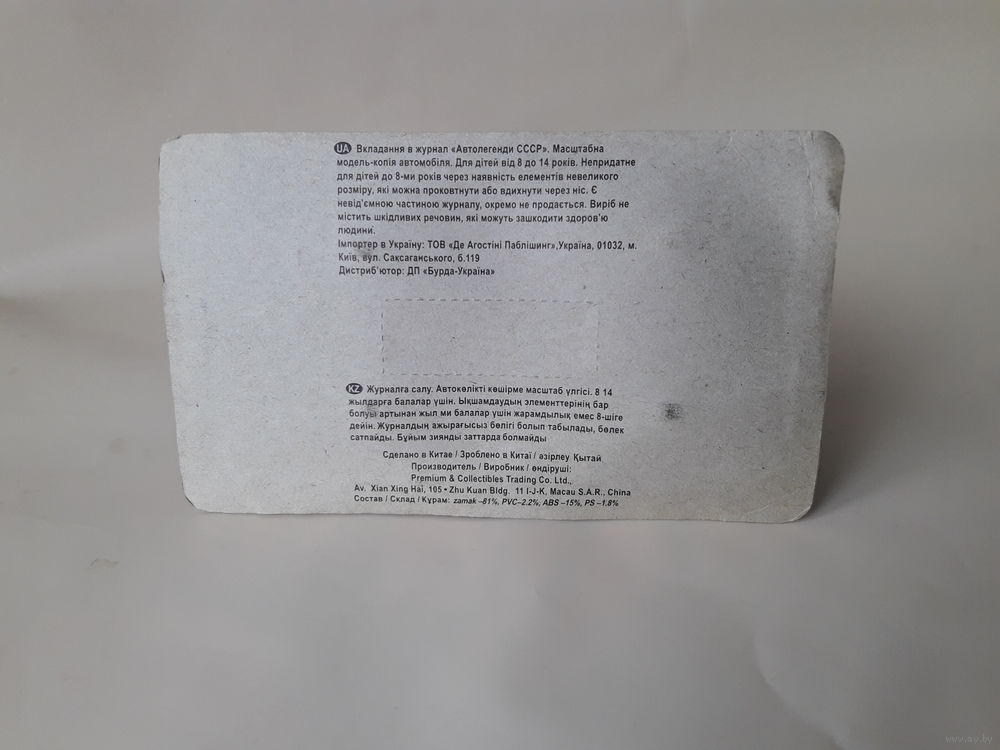 UA Вкладання в журнал «Автолегенди СССР». Масштабна
модель-копія автомобіля. Для дітей від 8 до 14 років. Непридатне
для дітей до 8-ми років через наявність елементів невеликого
розміру, які можна проковтнути або вдихнути через ніс. Є
невід'ємною частиною журналу, окремо не продається. Виріб не
містить шкідливих речовин, які можуть зашкодити здоров'ю
людини.
Імпортер в Україну: ТОВ «Де Агостіні Паблішинг»,Україна, 01032, м.
Київ, вул. Саксаганського, б.119
Дистриб'ютор: ДП «Бурда-Україна»
KZ Журналга салу. Автокөлікті көшірме масштаб үлгісі. 8 14
жылдарға балалар үшін. Ықшамдаудың элементтерінің бар
болуы артынан жыл ми балалар үшін жарамдылық емес 8-шіге
дейін. Журналдың ажырағысыз бөлігі болып табылады, бөлек
сатпайды. Бұйым зиянды заттарда болмайды
Сделано в Китае / Зроблено в Китаї / әзірлеу Қытай
Производитель / Виробник / өндіруші:
Premium & Collectibles Trading Co. Ltd.,
Av. Xian Xing Hai, 105 • Zhu Kuan Bldg. 11 I-J-K, Macau S.A.R., China
Состав / Склад / Құрам: zamak –81%, PVC–2.2%, ABS –15%, PS –1.8%
www.ay.by